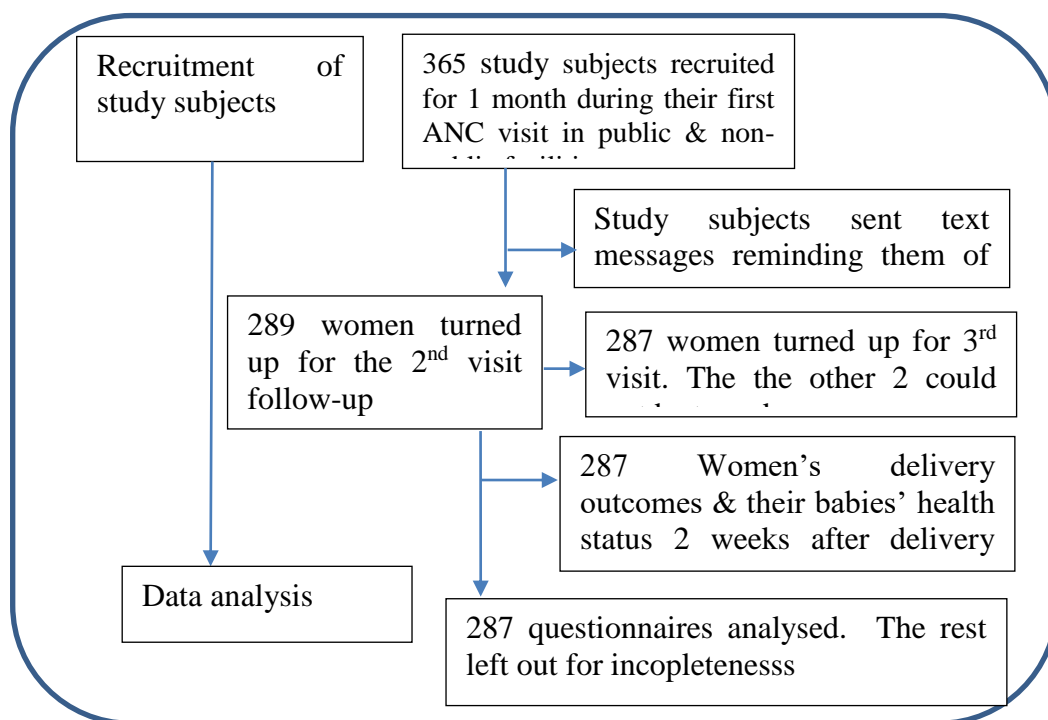 Recruitment of
study subjects
365 study subjects recruited
for 1 month during their first
ANC visit in public & non-
Study subjects sent text
messages reminding them of
289 women turned
up for the 2nd visit
follow-up
287 women turned up for 3rd
visit. The the other 2 could
287 Women’s delivery
outcomes & their babies’ health
status 2 weeks after delivery
Data analysis
287 questionnaires analysed. The rest
left out for incopletenesss